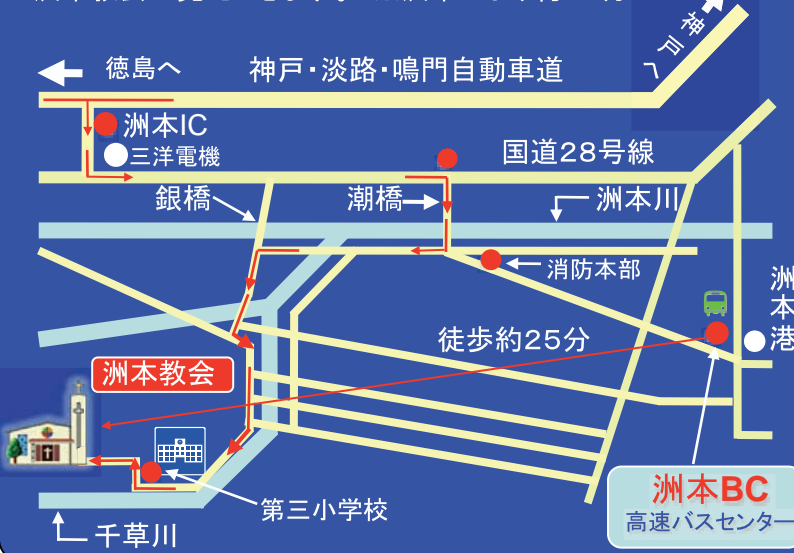 神戸へ
徳島へ
神戸・淡路・鳴門自動車道
洲本IC
三洋電機
国道28号線
銀橋
潮橋
洲本川
消防本部
洲本港
徒歩約25分
洲本教会
洲本BC
高速バスセンター
第三小学校
千草川